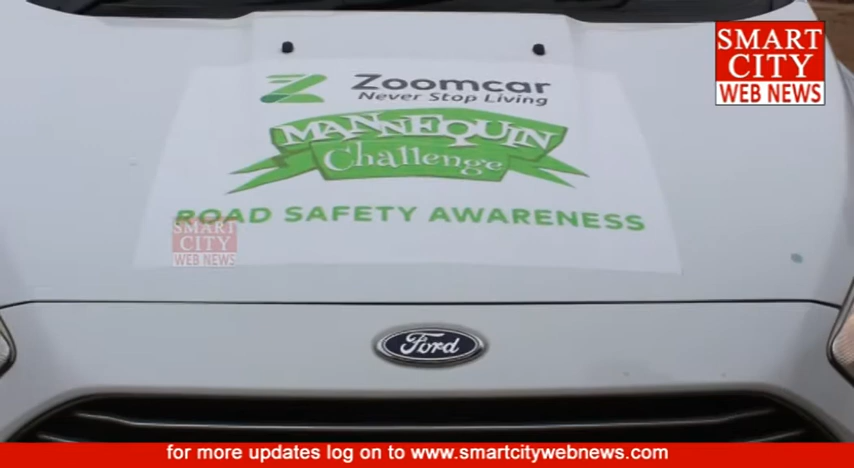 SMART
CITY
WEB NEWS
Zoomcar
Never Stop Living
MANNEQUIN
Challenge
ROAD SAFETY AWARENESS
SMART
CITY
WEB NEWS
Ford
for more updates log on to www.smartcitywebnews.com